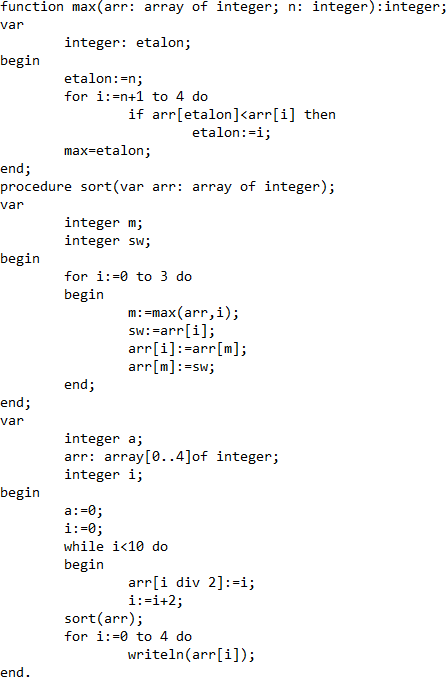 function max(arr: array of integer; n: integer):integer;
var
        integer: etalon;
begin
        etalon:=n;
        for i:=n+1 to 4 do
                if arr[etalon]<arr[i] then
                        etalon:=i;
        max=etalon;
end;
procedure sort(var arr: array of integer);
var
        integer m;
        integer sw;
begin
        for i:=0 to 3 do
        begin
                m:=max(arr,i);
                sw:=arr[i];
                arr[i]:=arr[m];
                arr[m]:=sw;
        end;
end;
var
        integer a;
        arr: array[0..4]of integer;
        integer i;
begin
        a:=0;
        i:=0;
        while i<10 do
        begin
                arr[i div 2]:=i;
                i:=i+2;
        sort(arr);
        for i:=0 to 4 do
                writeln(arr[i]);
end.